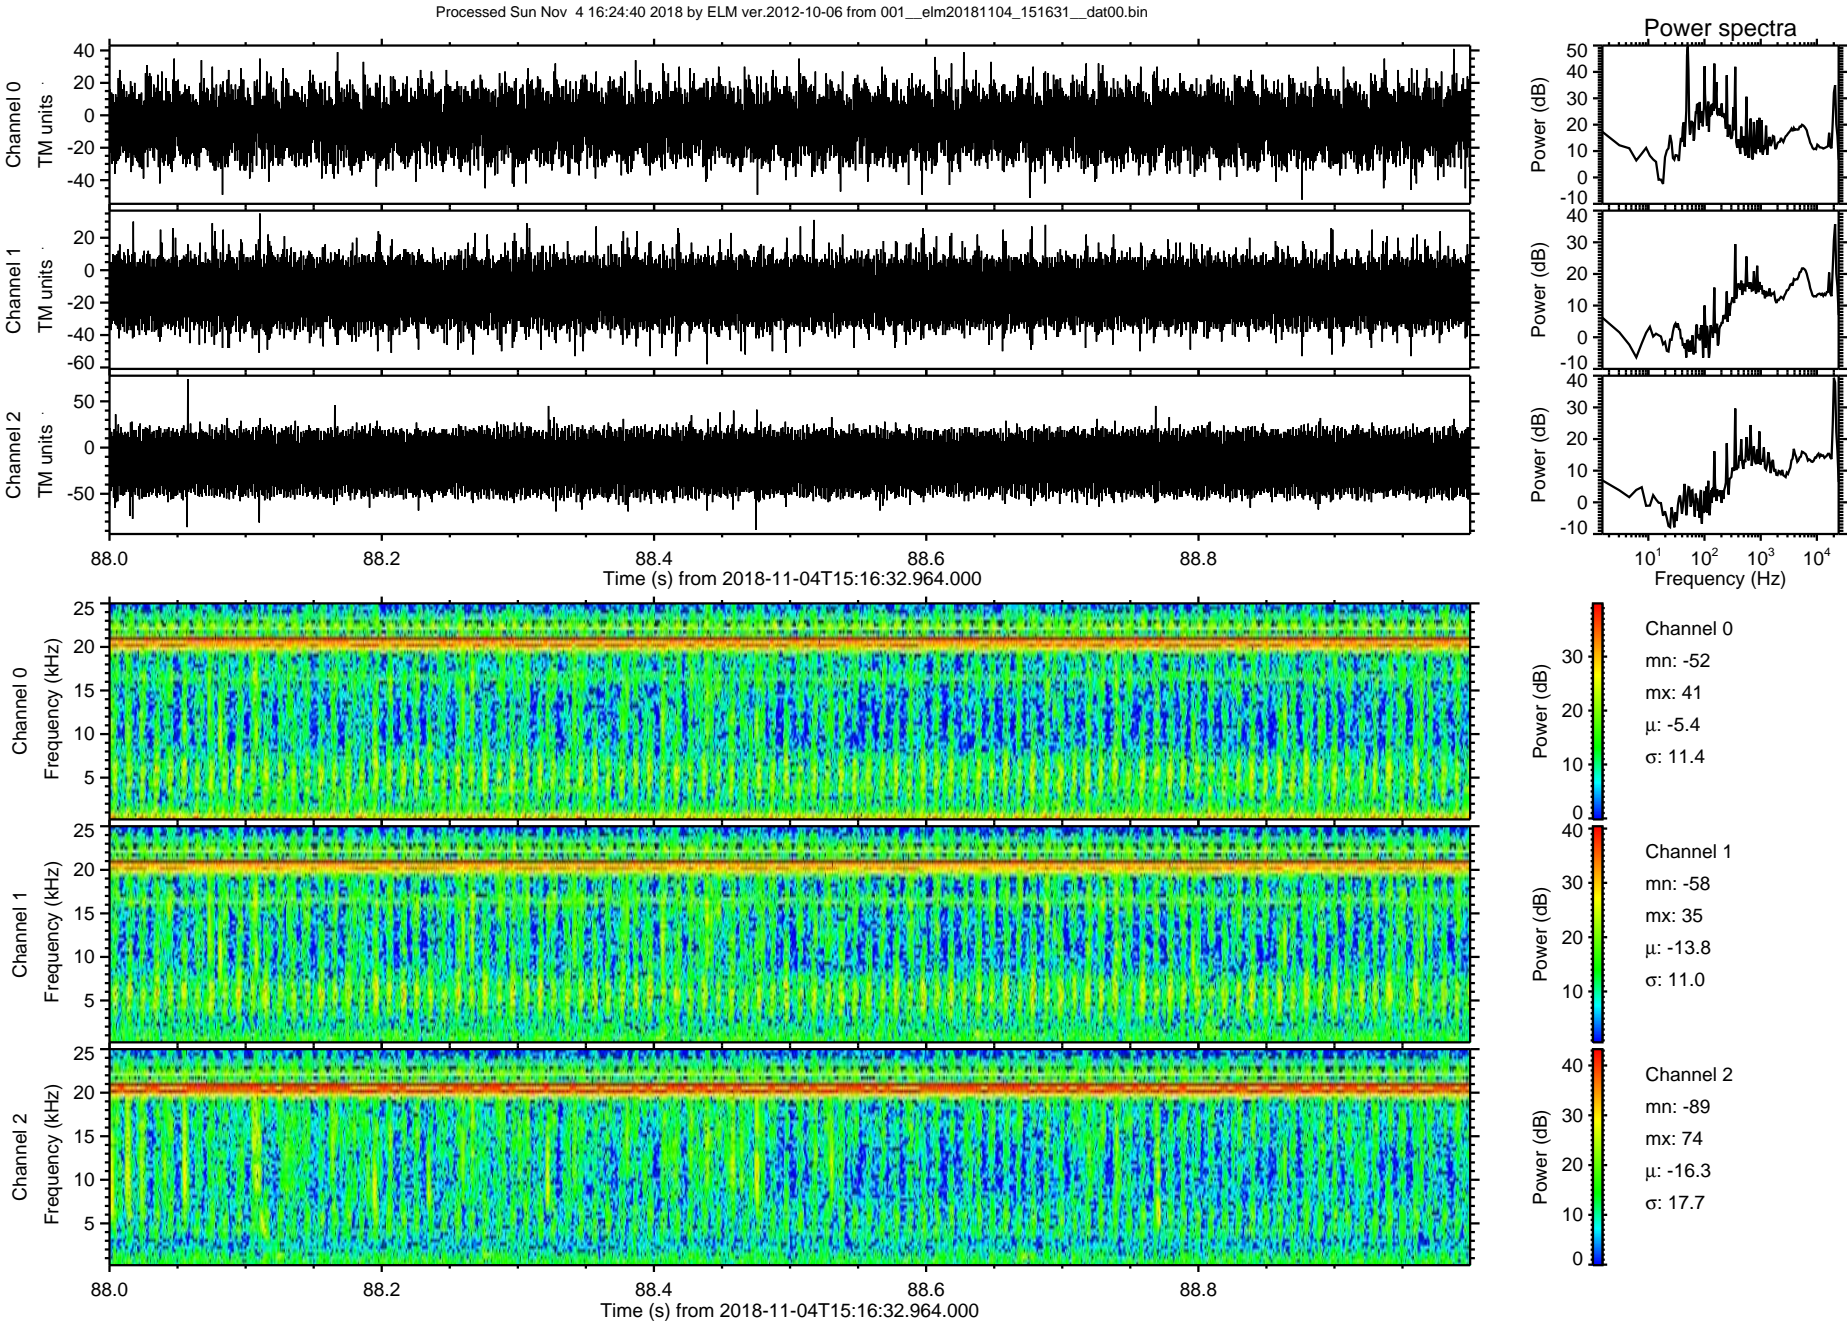 Processed Sun Nov  4 16:24:40 2018 by ELM ver.2012-10-06 from 001__elm20181104_151631__dat00.bin
Power spectra
Channel 0
TM units
40
20
0
-20
-40
Power (dB)
50
40
30
20
10
0
-10
Channel 1
TM units
20
0
-20
-40
-60
Power (dB)
40
30
20
10
0
-10
Channel 2
TM units
50
0
-50
Power (dB)
40
30
20
10
0
-10
88.0 88.2 88.4 88.6 88.8
Time (s) from 2018-11-04T15:16:32.964.000
10^1 10^2 10^3 10^4
Frequency (Hz)
Channel 0
Frequency (kHz)
25
20
15
10
5
Power (dB)
30
20
10
0
Channel 0
mn: -52
mx: 41
μ: -5.4
σ: 11.4
Channel 1
Frequency (kHz)
25
20
15
10
5
Power (dB)
40
30
20
10
Channel 1
mn: -58
mx: 35
μ: -13.8
σ: 11.0
Channel 2
Frequency (kHz)
25
20
15
10
5
Power (dB)
40
30
20
10
0
Channel 2
mn: -89
mx: 74
μ: -16.3
σ: 17.7
88.0 88.2 88.4 88.6 88.8
Time (s) from 2018-11-04T15:16:32.964.000